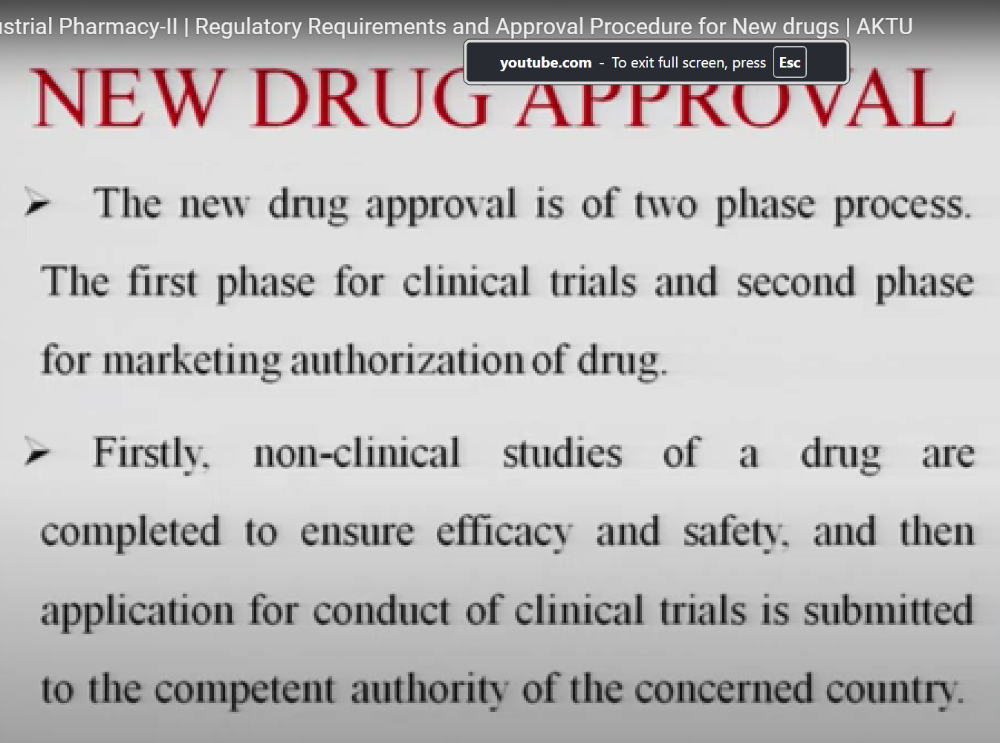 ustrial Pharmacy-II | Regulatory Requirements and Approval Procedure for New drugs | AKTU
youtube.com - To exit full screen, press Esc
NEW DRUG APPROVAL
➢ The new drug approval is of two phase process.
The first phase for clinical trials and second phase
for marketing authorization of drug.
➢ Firstly, non-clinical studies of a drug are
completed to ensure efficacy and safety, and then
application for conduct of clinical trials is submitted
to the competent authority of the concerned country.